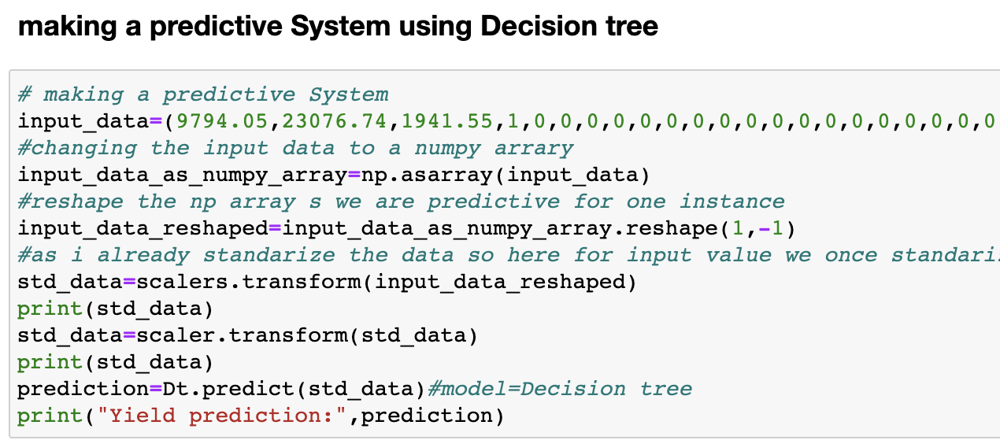 making a predictive System using Decision tree
# making a predictive System
input_data=(9794.05,23076.74,1941.55,1,0,0,0,0,0,0,0,0,0,0,0,0,0,0,0,0,0,0
#changing the input data to a numpy arrary
input_data_as_numpy_array=np.asarray(input_data)
#reshape the np array s we are predictive for one instance
input_data_reshaped=input_data_as_numpy_array.reshape(1,-1)
#as i already standarize the data so here for input value we once standari
std_data=scalers.transform(input_data_reshaped)
print(std_data)
std_data=scaler.transform(std_data)
print(std_data)
prediction=Dt.predict(std_data)#model=Decision tree
print("Yield prediction:",prediction)